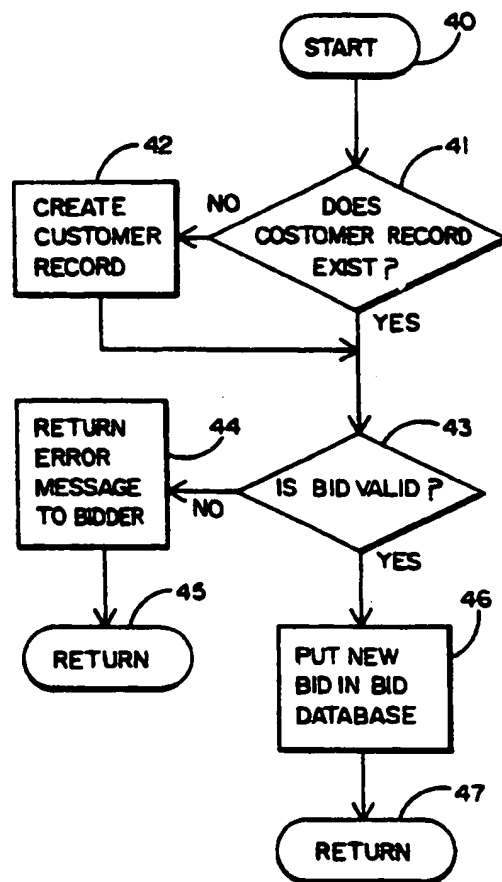 START
40
41
DOES
COSTOMER RECORD
EXIST?
NO
42
CREATE
CUSTOMER
RECORD
YES
43
IS BID VALID?
NO
44
RETURN
ERROR
MESSAGE
TO BIDDER
45
RETURN
YES
46
PUT NEW
BID IN BID
DATABASE
47
RETURN